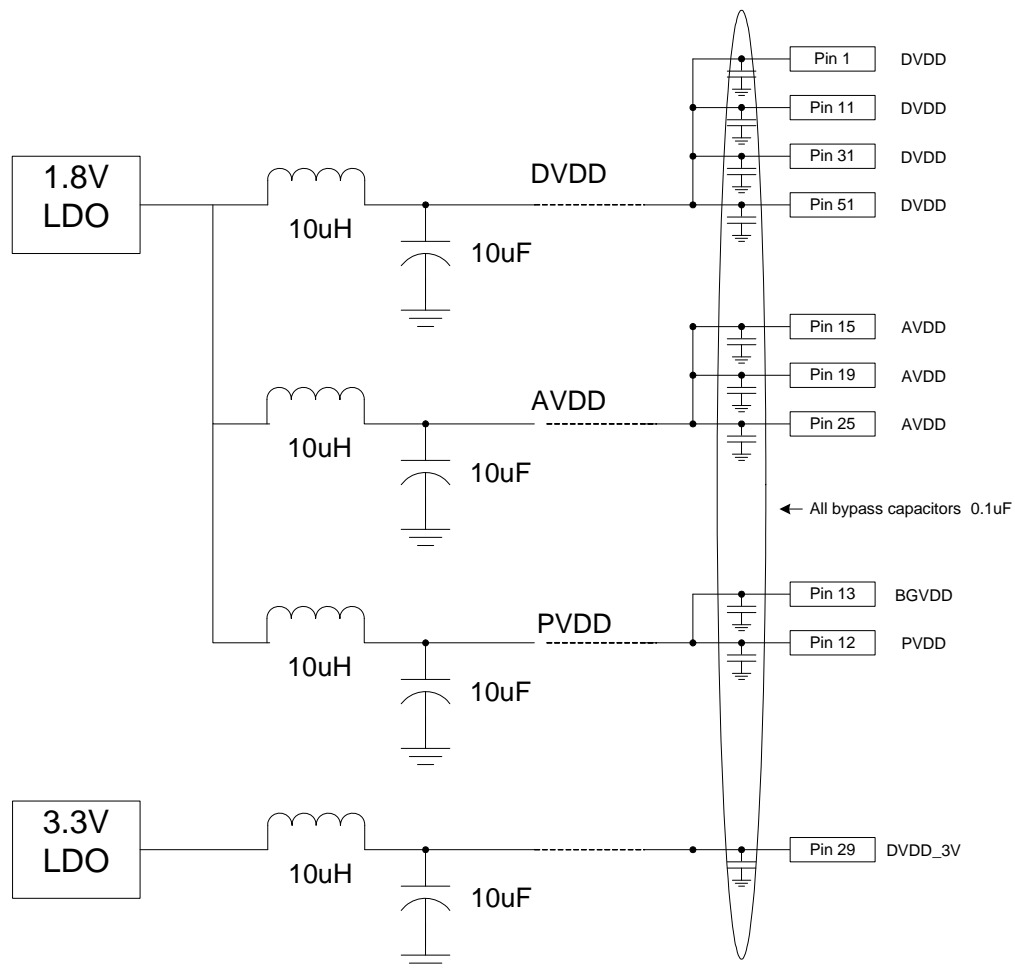 Pin 1 DVDD
Pin 11 DVDD
Pin 31 DVDD
1.8V
LDO
DVDD
Pin 51 DVDD
10uH
10uF
Pin 15 AVDD
Pin 19 AVDD
AVDD
Pin 25 AVDD
10uH
10uF
All bypass capacitors 0.1uF
Pin 13 BGVDD
PVDD
Pin 12 PVDD
10uH
10uF
3.3V
LDO
Pin 29 DVDD_3V
10uH
10uF